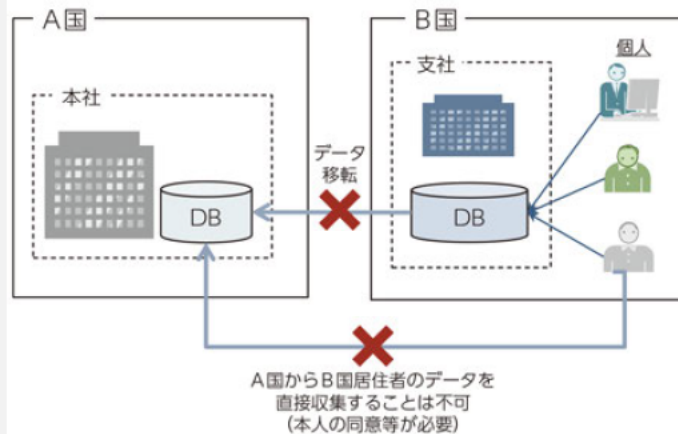 A国
B国
本社
支社
個人
データ
移転
DB
DB
A国からB国居住者のデータを
直接収集することは不可
(本人の同意等が必要)